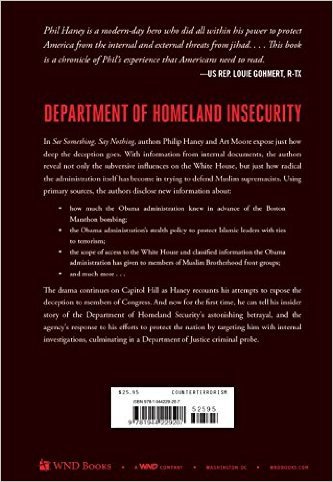 Phil Haney is a modern-day hero who did all within his power to protect
America from the internal and external threats from jihad. . . . This book
is a chronicle of Phil's experience that Americans need to read.
—US REP. LOUIE GOHMERT, R-TX
DEPARTMENT OF HOMELAND INSECURITY
In See Something, Say Nothing, authors Philip Haney and Art Moore expose just how
deep the deception goes. With information from internal documents, the authors
reveal not only the subversive influences on the White House, but just how radical
the administration itself has become in trying to defend Muslim supremacists. Using
primary sources, the authors disclose new information about:
• how much the Obama administration knew in advance of the Boston
Marathon bombing;
• the Obama administration's stealth policy to protect Islamic leaders with ties
to terrorism;
• the scope of access to the White House and classified information the Obama
administration has given to members of Muslim Brotherhood front groups;
• and much more . . .
The drama continues on Capitol Hill as Haney recounts his attempts to expose the
deception to members of Congress. And now for the first time, he can tell his insider
story of the Department of Homeland Security's astonishing betrayal, and the
agency's response to his efforts to protect the nation by targeting him with internal
investigations, culminating in a Department of Justice criminal probe.
$25.95 COUNTERTERRORISM
ISBN 978-1-944229-20-7
52595
9781944229207
WND BOOKS • A WND COMPANY • WASHINGTON DC • WNDBOOKS.COM